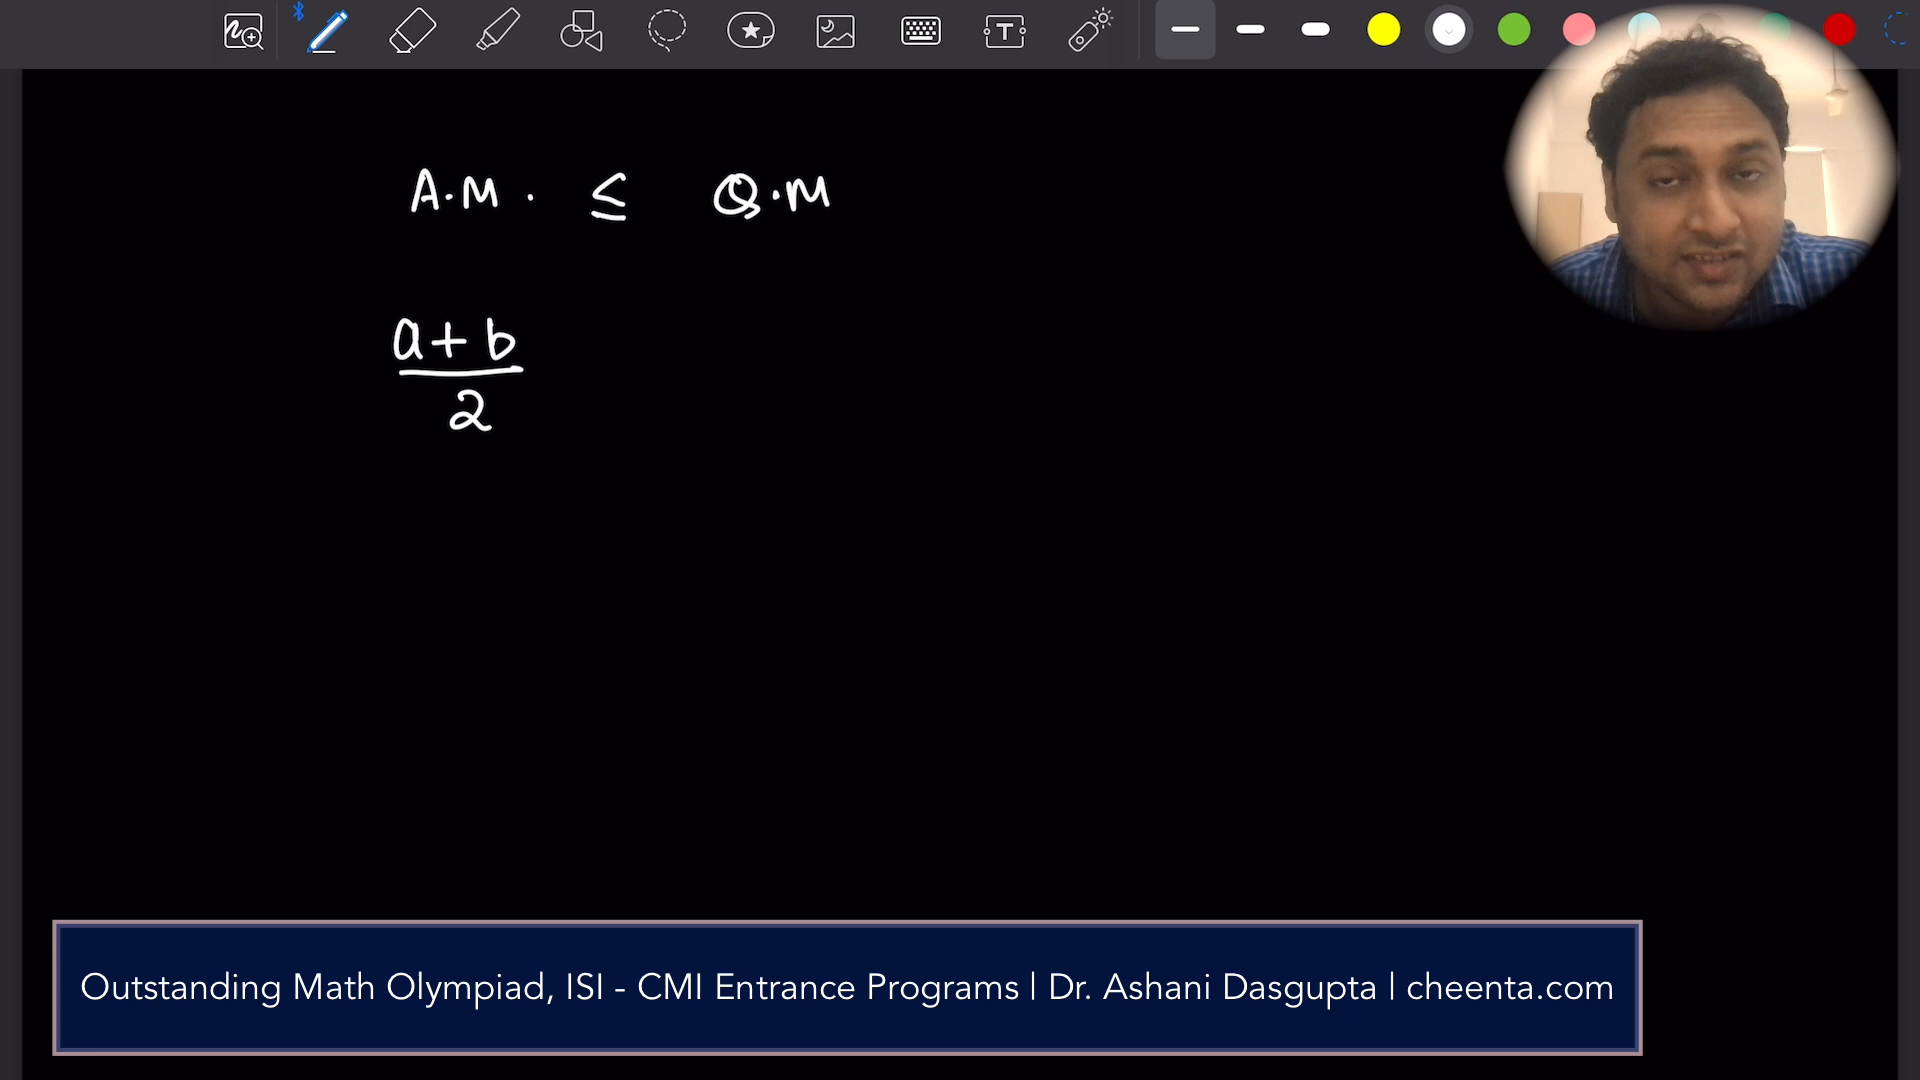 A.M. ≤ Q.M
a + b
2
Outstanding Math Olympiad, ISI - CMI Entrance Programs | Dr. Ashani Dasgupta | cheenta.com